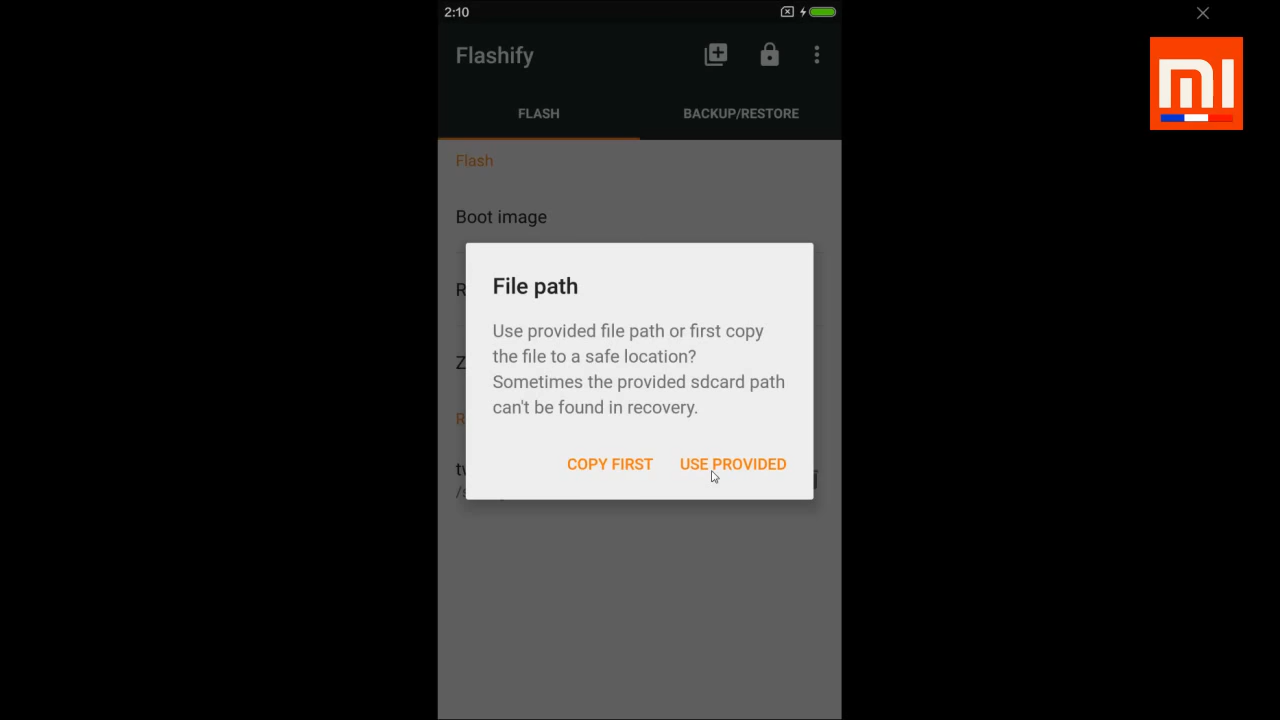 2:10
Flashify
FLASH
BACKUP/RESTORE
Flash
Boot image
R
File path
Use provided file path or first copy
the file to a safe location?
Sometimes the provided sdcard path
can't be found in recovery.
Z
R
COPY FIRST
USE PROVIDED
MI